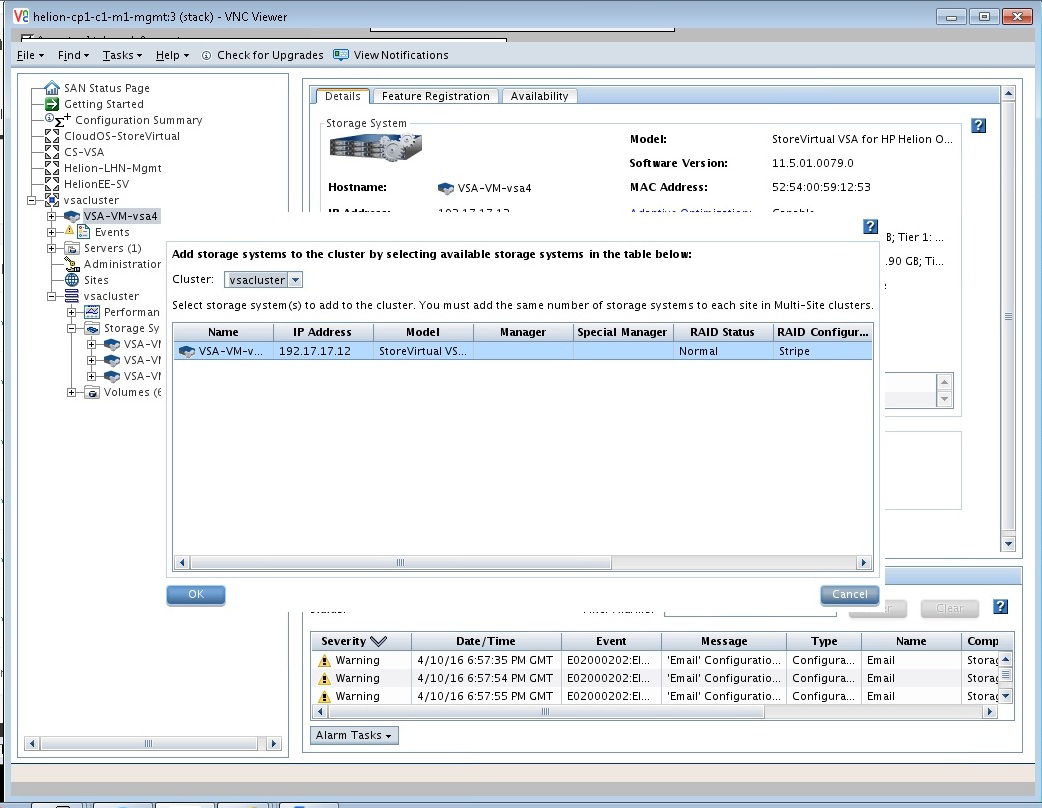 helion-cp1-c1-m1-mgmt:3 (stack) - VNC Viewer
File Find Tasks Help Check for Upgrades View Notifications
SAN Status Page
Getting Started
Configuration Summary
CloudOS-StoreVirtual
CS-VSA
Helion-LHN-Mgmt
HelionEE-SV
vsacluster
VSA-VM-vsa4
Events
Servers (1)
Administration
Sites
vsacluster
Performan
Storage Sy
VSA-VM
VSA-VM
VSA-VM
Volumes (6
Details Feature Registration Availability
Storage System
Model: StoreVirtual VSA for HP Helion O...
Software Version: 11.5.01.0079.0
Hostname: VSA-VM-vsa4 MAC Address: 52:54:00:59:12:53
IP Address: Adaptive Optimization: Capable
B; Tier 1: ...
.90 GB; Ti...
Add storage systems to the cluster by selecting available storage systems in the table below:
Cluster: vsacluster
Select storage system(s) to add to the cluster. You must add the same number of storage systems to each site in Multi-Site clusters.
Name IP Address Model Manager Special Manager RAID Status RAID Configur...
VSA-VM-v... 192.17.17.12 StoreVirtual VS... Normal Stripe
OK Cancel
Clear
Severity Date/Time Event Message Type Name Comp
Warning 4/10/16 6:57:35 PM GMT E02000202:El... 'Email' Configuratio... Configura... Email Storag
Warning 4/10/16 6:57:54 PM GMT E02000202:El... 'Email' Configuratio... Configura... Email Storag
Warning 4/10/16 6:57:55 PM GMT E02000202:El... 'Email' Configuratio... Configura... Email Storag
Alarm Tasks